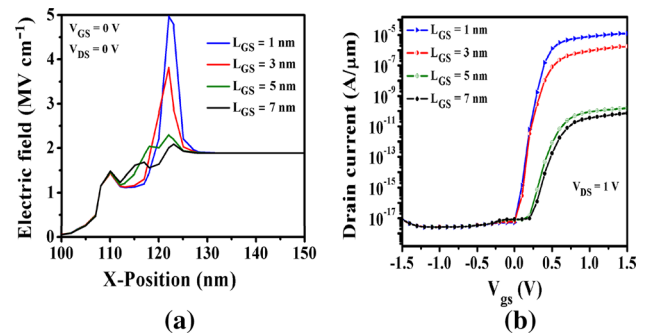 (a)
V_GS = 0 V
V_DS = 0 V
L_GS = 1 nm
L_GS = 3 nm
L_GS = 5 nm
L_GS = 7 nm
Electric field (MV cm⁻¹)
5
4
3
2
1
0
100 110 120 130 140 150
X-Position (nm)
(a)
(b)
L_GS = 1 nm
L_GS = 3 nm
L_GS = 5 nm
L_GS = 7 nm
V_DS = 1 V
Drain current (A/μm)
10⁻⁵
10⁻⁷
10⁻⁹
10⁻¹¹
10⁻¹³
10⁻¹⁵
10⁻¹⁷
-1.5 -1.0 -0.5 0.0 0.5 1.0 1.5
V_gs (V)
(b)